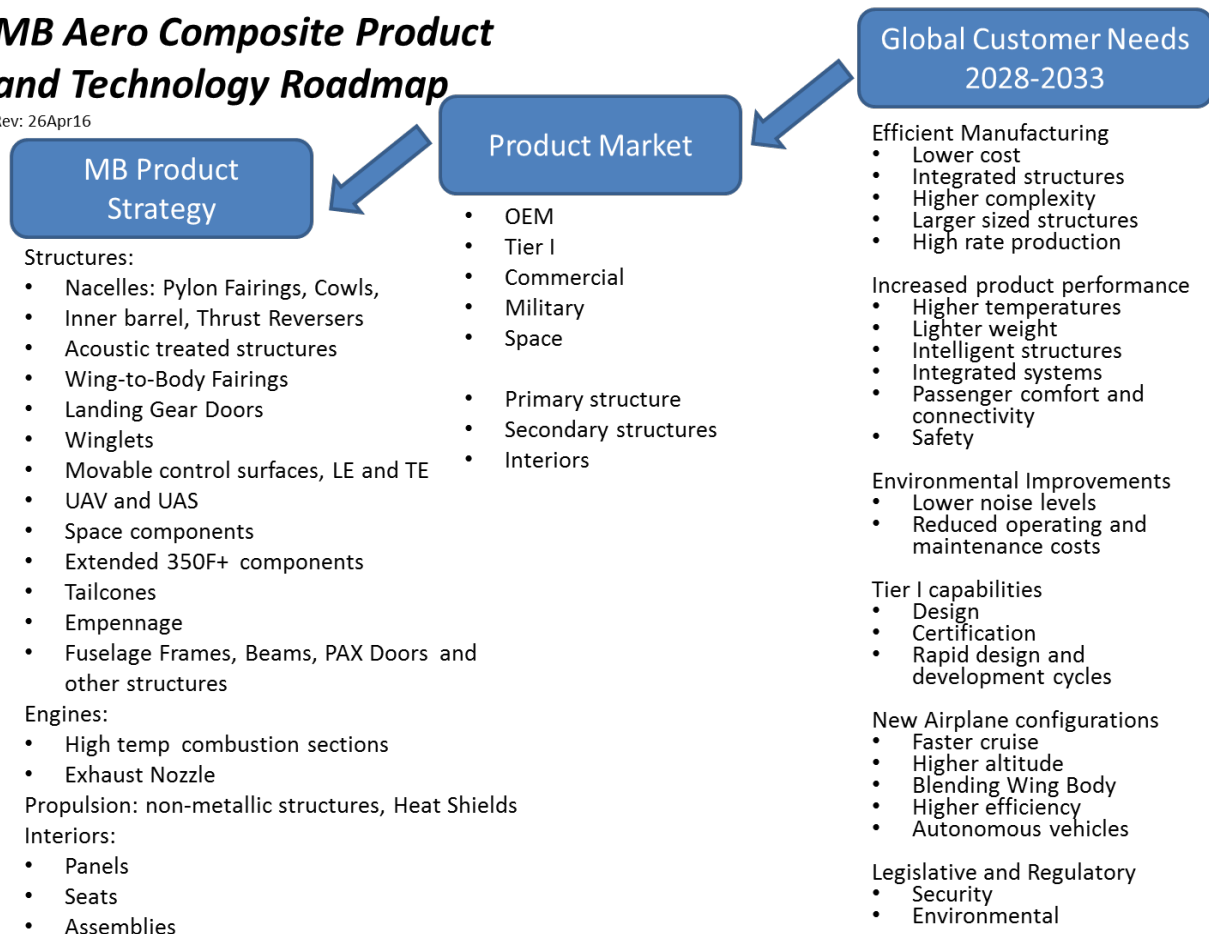 MB Aero Composite Product
and Technology Roadmap
Rev: 26Apr16
MB Product
Strategy
Structures:
• Nacelles: Pylon Fairings, Cowls,
• Inner barrel, Thrust Reversers
• Acoustic treated structures
• Wing-to-Body Fairings
• Landing Gear Doors
• Winglets
• Movable control surfaces, LE and TE
• UAV and UAS
• Space components
• Extended 350F+ components
• Tailcones
• Empennage
• Fuselage Frames, Beams, PAX Doors and
other structures
Engines:
• High temp combustion sections
• Exhaust Nozzle
Propulsion: non-metallic structures, Heat Shields
Interiors:
• Panels
• Seats
• Assemblies
Product Market
• OEM
• Tier I
• Commercial
• Military
• Space
• Primary structure
• Secondary structures
• Interiors
Global Customer Needs
2028-2033
Efficient Manufacturing
• Lower cost
• Integrated structures
• Higher complexity
• Larger sized structures
• High rate production
Increased product performance
• Higher temperatures
• Lighter weight
• Intelligent structures
• Integrated systems
• Passenger comfort and
connectivity
• Safety
Environmental Improvements
• Lower noise levels
• Reduced operating and
maintenance costs
Tier I capabilities
• Design
• Certification
• Rapid design and
development cycles
New Airplane configurations
• Faster cruise
• Higher altitude
• Blending Wing Body
• Higher efficiency
• Autonomous vehicles
Legislative and Regulatory
• Security
• Environmental